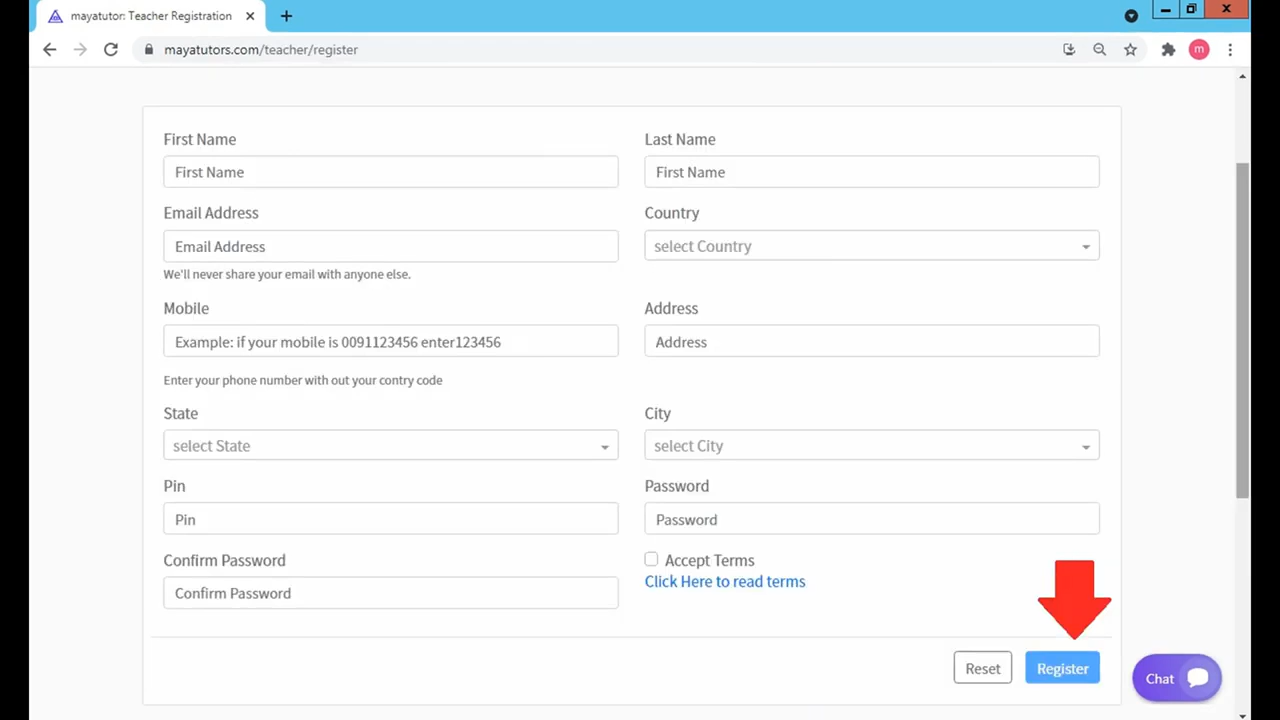 mayatutor: Teacher Registration
mayatutors.com/teacher/register
m
First Name
Last Name
First Name
First Name
Email Address
Country
Email Address
select Country
We'll never share your email with anyone else.
Mobile
Address
Example: if your mobile is 0091123456 enter123456
Address
Enter your phone number with out your contry code
State
City
select State
select City
Pin
Password
Pin
Password
Confirm Password
Accept Terms
Click Here to read terms
Confirm Password
Reset
Register
Chat